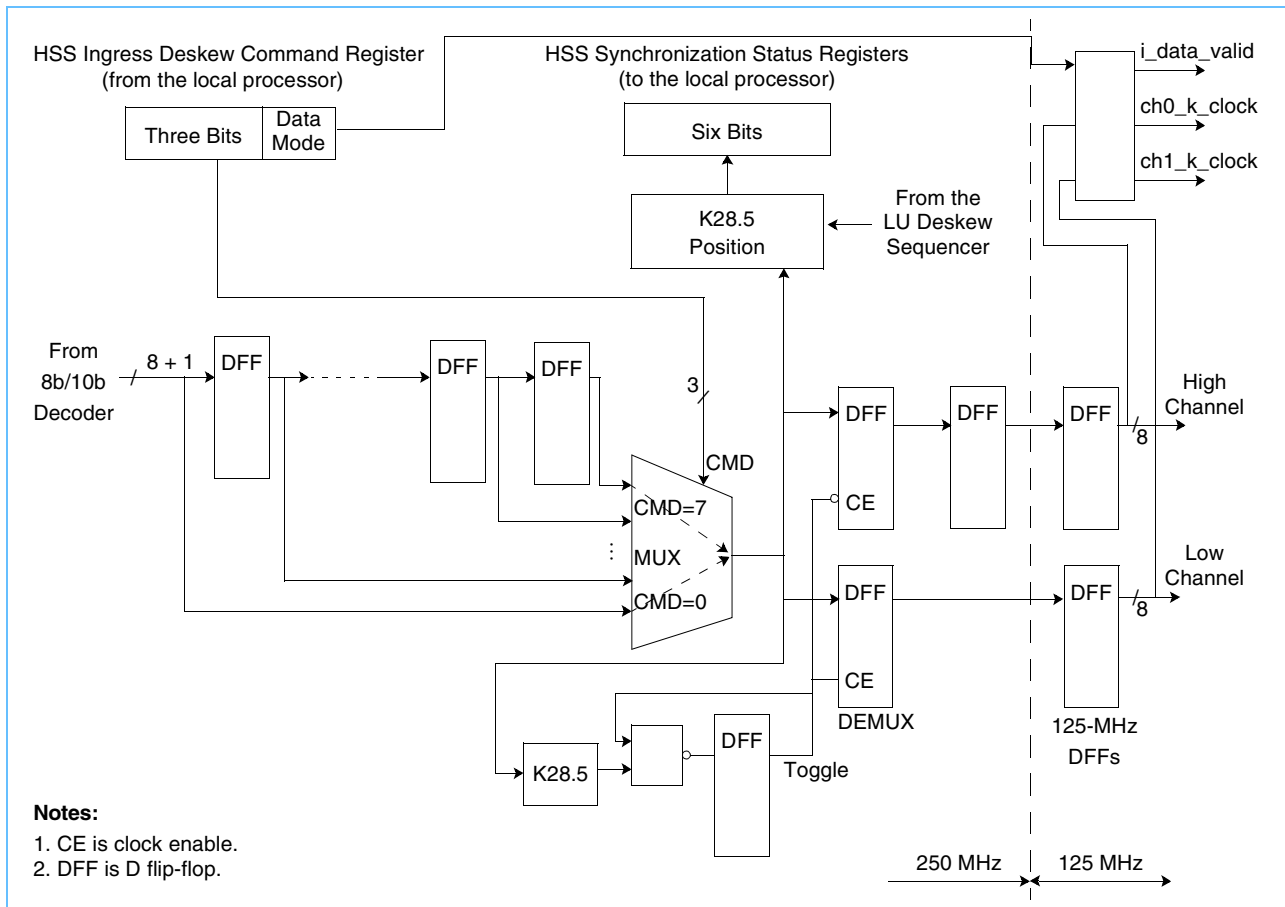 HSS Ingress Deskew Command Register
(from the local processor)
HSS Synchronization Status Registers
(to the local processor)
i_data_valid
ch0_k_clock
ch1_k_clock
Three Bits
Data
Mode
Six Bits
K28.5
Position
From the
LU Deskew
Sequencer
From
8b/10b
Decoder
8 + 1
DFF
DFF
DFF
3
CMD
CMD=7
MUX
CMD=0
DFF
CE
DFF
DFF
8
High
Channel
DFF
CE
DEMUX
DFF
8
Low
Channel
125-MHz
DFFs
K28.5
DFF
Toggle
Notes:
1. CE is clock enable.
2. DFF is D flip-flop.
250 MHz
125 MHz